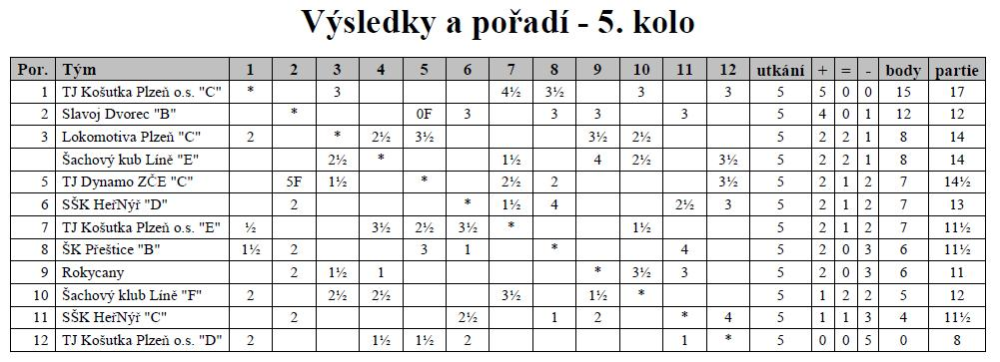 Výsledky a pořadí - 5. kolo
Por. Tým 1 2 3 4 5 6 7 8 9 10 11 12 utkání + = - body partie
1 TJ Košutka Plzeň o.s. "C" * 3 4½ 3½ 3 3 5 5 0 0 15 17
2 Slavoj Dvorec "B" * 0F 3 3 3 3 5 4 0 1 12 12
3 Lokomotiva Plzeň "C" 2 * 2½ 3½ 3½ 2½ 5 2 2 1 8 14
Šachový kub Líně "E" 2½ * 1½ 4 2½ 3½ 5 2 2 1 8 14
5 TJ Dynamo ZČE "C" 5F 1½ * 2½ 2 3½ 5 2 1 2 7 14½
6 SŠK HeřNýř "D" 2 * 1½ 4 2½ 3 5 2 1 2 7 13
7 TJ Košutka Plzeň o.s. "E" ½ 3½ 2½ 3½ * 1½ 5 2 1 2 7 11½
8 ŠK Přeštice "B" 1½ 2 3 1 * 4 5 2 0 3 6 11½
9 Rokycany 2 1½ 1 * 3½ 3 5 2 0 3 6 11
10 Šachový klub Líně "F" 2 2½ 2½ 3½ 1½ * 5 1 2 2 5 12
11 SŠK HeřNýř "C" 2 2½ 1 2 * 4 5 1 1 3 4 11½
12 TJ Košutka Plzeň o.s. "D" 2 1½ 1½ 2 1 * 5 0 0 5 0 8